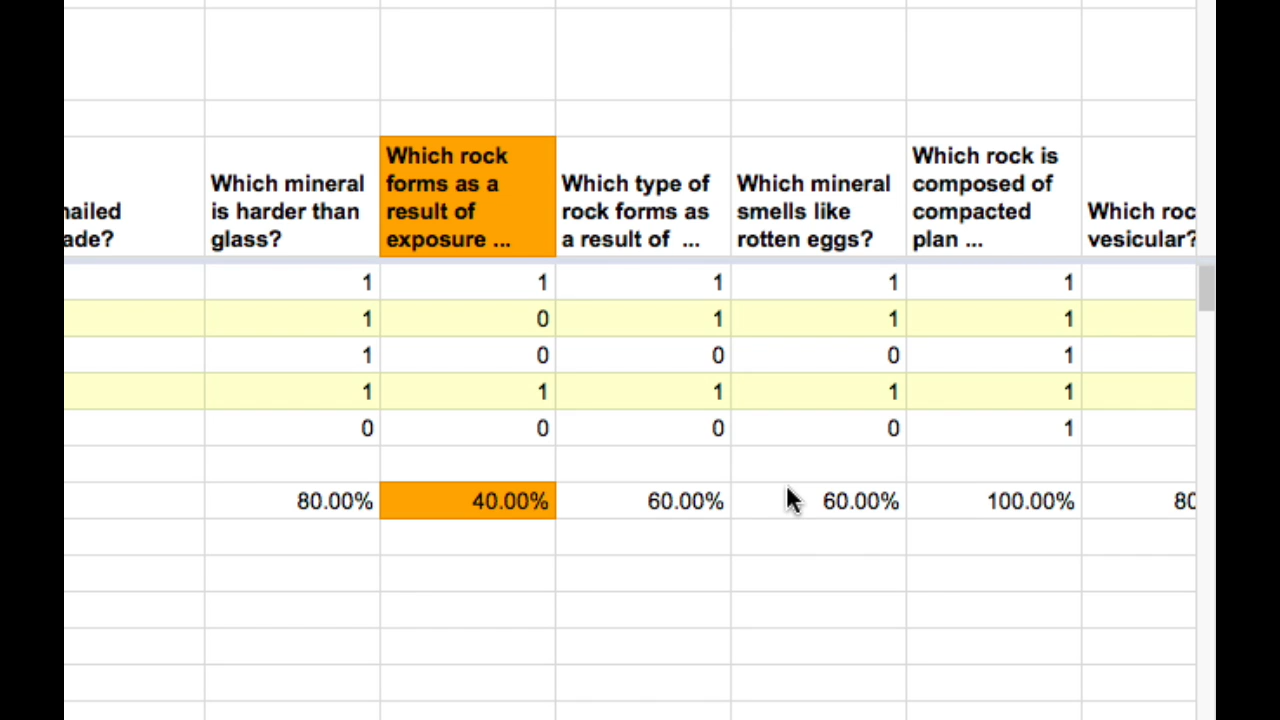 nailed
ade?
Which mineral
is harder than
glass?
Which rock
forms as a
result of
exposure ...
Which type of
rock forms as
a result of ...
Which mineral
smells like
rotten eggs?
Which rock is
composed of
compacted
plan ...
Which roc
vesicular?
1 1 1 1 1
1 0 1 1 1
1 0 0 0 1
1 1 1 1 1
0 0 0 0 1
80.00% 40.00% 60.00% 60.00% 100.00% 80